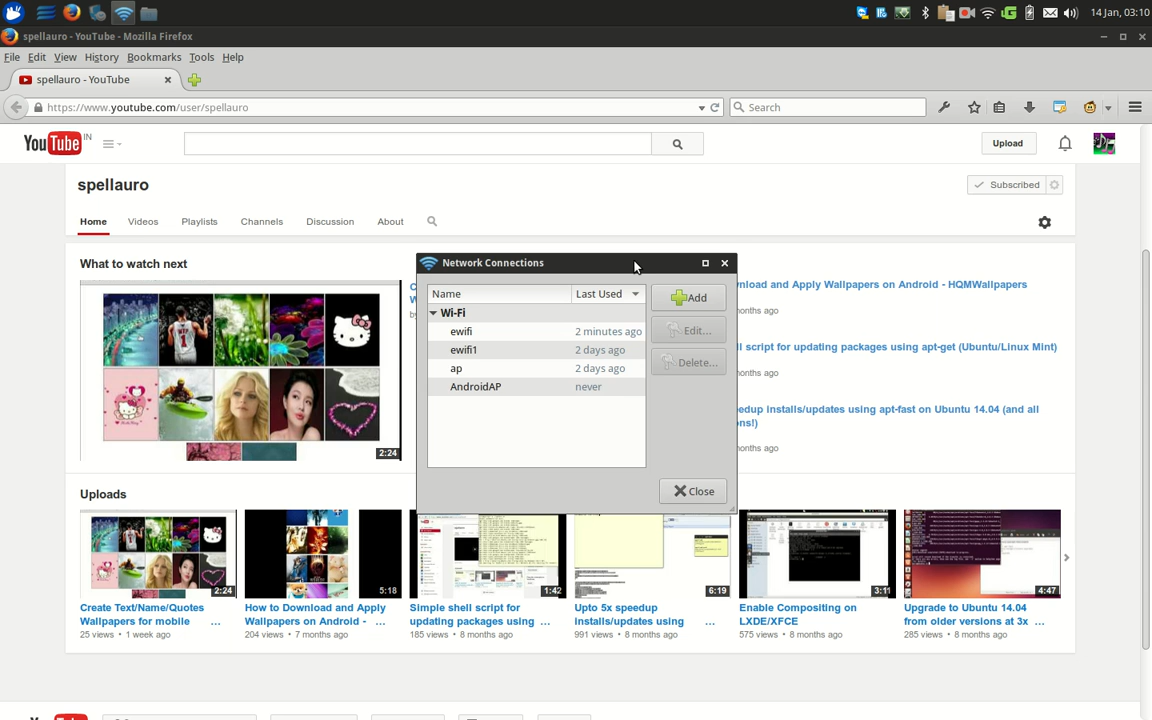 14 Jan, 03:10
spellauro - YouTube - Mozilla Firefox
File Edit View History Bookmarks Tools Help
spellauro - YouTube
https://www.youtube.com/user/spellauro
Search
YouTube IN
Upload
spellauro
Subscribed
Home Videos Playlists Channels Discussion About
What to watch next
2:24
Network Connections
Name Last Used
Wi-Fi
ewifi 2 minutes ago
ewifi1 2 days ago
ap 2 days ago
AndroidAP never
Add
Edit...
Delete...
Close
and Apply Wallpapers on Android - HQMWallpapers
ago
script for updating packages using apt-get (Ubuntu/Linux Mint)
ago
installs/updates using apt-fast on Ubuntu 14.04 (and all
ago
Uploads
2:24
5:18
1:42
6:19
3:11
4:47
Create Text/Name/Quotes
Wallpapers for mobile ...
25 views • 1 week ago
How to Download and Apply
Wallpapers on Android - ...
204 views • 7 months ago
Simple shell script for
updating packages using ...
185 views • 8 months ago
Upto 5x speedup
installs/updates using ...
991 views • 8 months ago
Enable Compositing on
LXDE/XFCE
575 views • 8 months ago
Upgrade to Ubuntu 14.04
from older versions at 3x ...
285 views • 8 months ago